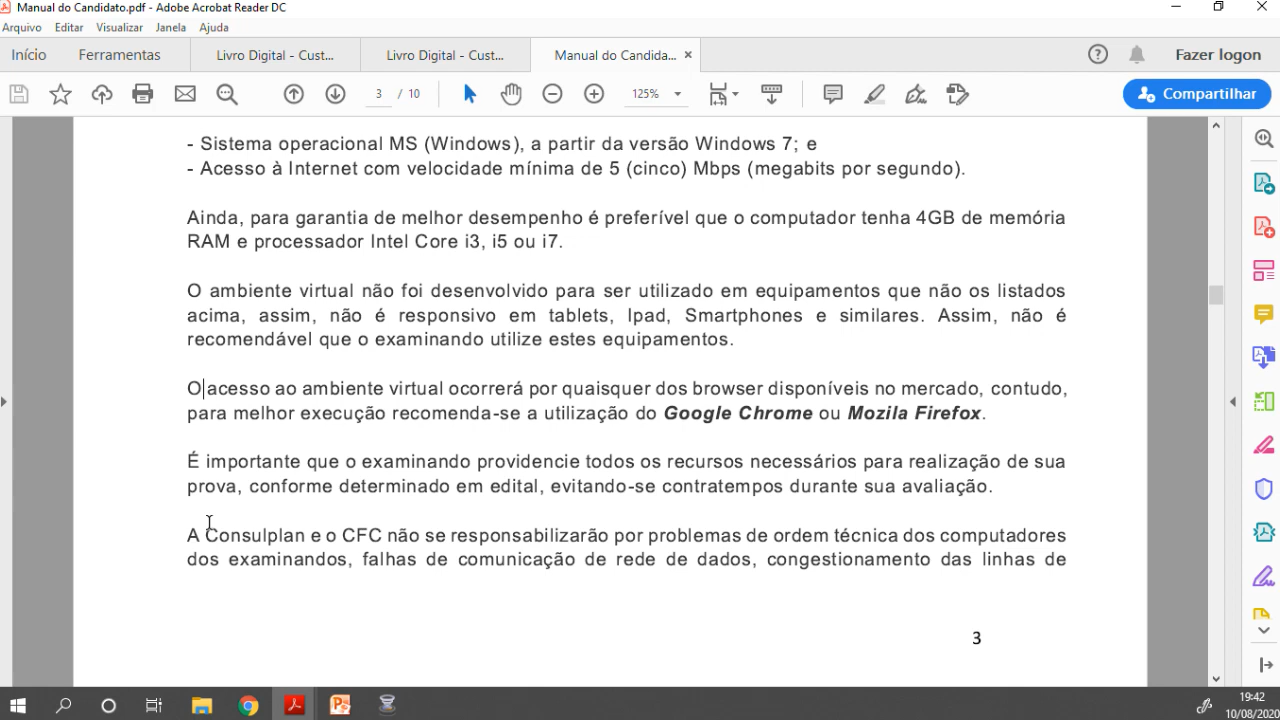 Manual do Candidato.pdf - Adobe Acrobat Reader DC
Arquivo Editar Visualizar Janela Ajuda
Início Ferramentas Livro Digital - Cust... Livro Digital - Cust... Manual do Candida... × Fazer logon
3 / 10 125% Compartilhar
- Sistema operacional MS (Windows), a partir da versão Windows 7; e
- Acesso à Internet com velocidade mínima de 5 (cinco) Mbps (megabits por segundo).
Ainda, para garantia de melhor desempenho é preferível que o computador tenha 4GB de memória
RAM e processador Intel Core i3, i5 ou i7.
O ambiente virtual não foi desenvolvido para ser utilizado em equipamentos que não os listados
acima, assim, não é responsivo em tablets, Ipad, Smartphones e similares. Assim, não é
recomendável que o examinando utilize estes equipamentos.
O acesso ao ambiente virtual ocorrerá por quaisquer dos browser disponíveis no mercado, contudo,
para melhor execução recomenda-se a utilização do Google Chrome ou Mozila Firefox.
É importante que o examinando providencie todos os recursos necessários para realização de sua
prova, conforme determinado em edital, evitando-se contratempos durante sua avaliação.
A Consulplan e o CFC não se responsabilizarão por problemas de ordem técnica dos computadores
dos examinandos, falhas de comunicação de rede de dados, congestionamento das linhas de
3
19:42
10/08/2020